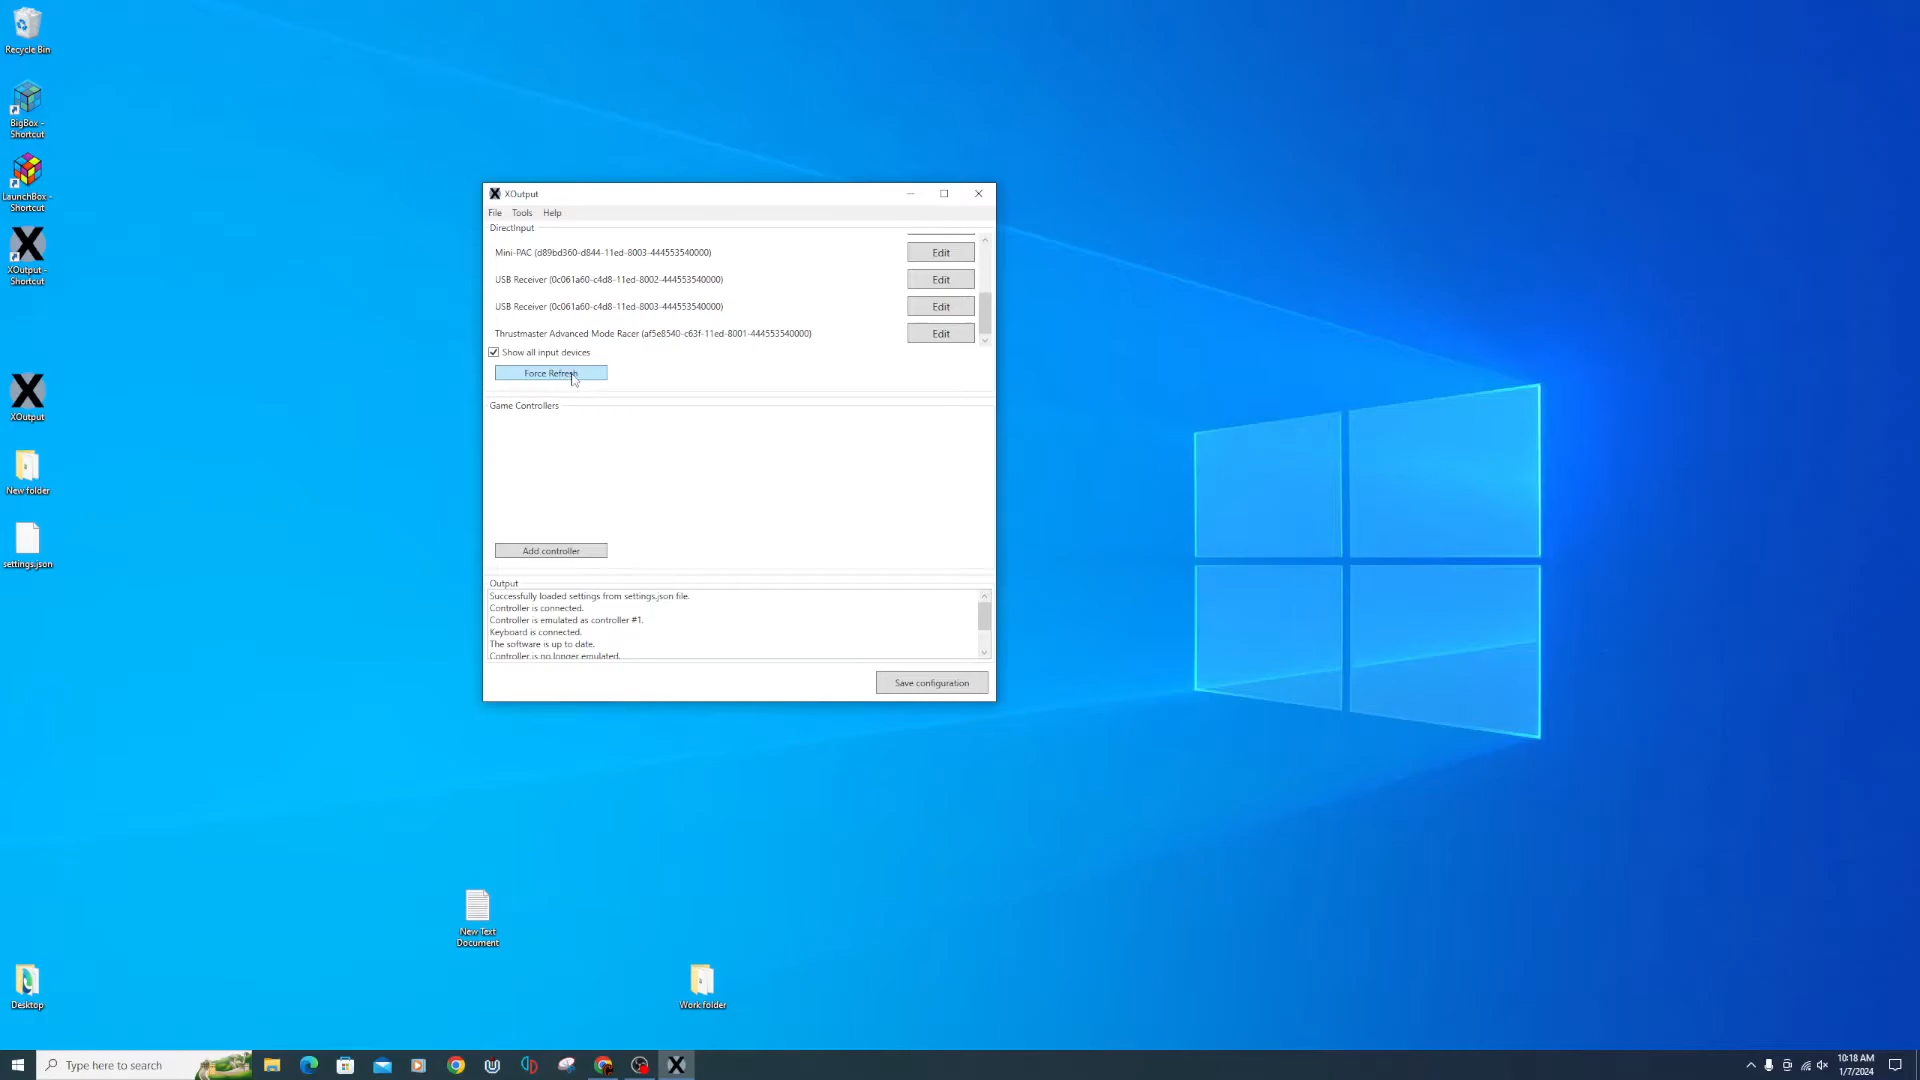 Recycle Bin
BigBox -
Shortcut
LaunchBox -
Shortcut
XOutput -
Shortcut
XOutput
New folder
settings.json
Desktop
New Text
Document
Work folder
XOutput
File Tools Help
DirectInput
Mini-PAC (d89bd360-d844-11ed-8003-444553540000) Edit
USB Receiver (0c061a60-c4d8-11ed-8002-444553540000) Edit
USB Receiver (0c061a60-c4d8-11ed-8003-444553540000) Edit
Thrustmaster Advanced Mode Racer (af5e8540-c63f-11ed-8001-444553540000) Edit
Show all input devices
Force Refresh
Game Controllers
Add controller
Output
Successfully loaded settings from settings.json file.
Controller is connected.
Controller is emulated as controller #1.
Keyboard is connected.
The software is up to date.
Controller is no longer emulated.
Save configuration
Type here to search
10:18 AM
1/7/2024